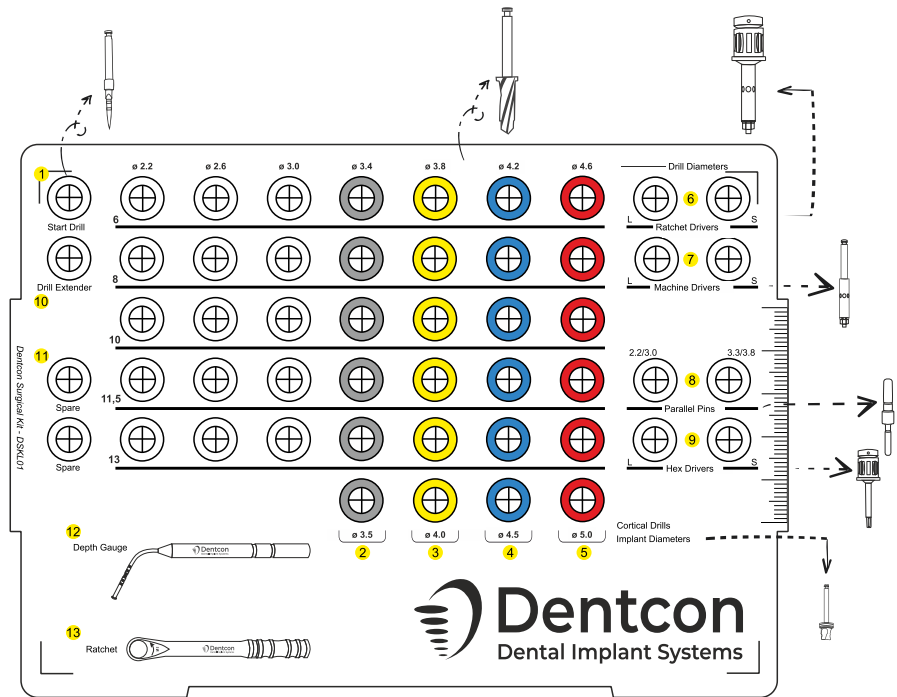 1
ø 2.2 ø 2.6 ø 3.0 ø 3.4 ø 3.8 ø 4.2 ø 4.6 Drill Diameters
6
6
Start Drill
L Ratchet Drivers S
7
8
Drill Extender
L Machine Drivers S
10
10
11
2.2/3.0 3.3/3.8
8
11,5
Spare
Parallel Pins
9
13
Spare
L Hex Drivers S
Dentcon Surgical Kit - DSKL01
Cortical Drills
ø 3.5 ø 4.0 ø 4.5 ø 5.0 Implant Diameters
2 3 4 5
12
Depth Gauge
Dentcon
13
Ratchet
Dentcon
Dentcon
Dental Implant Systems